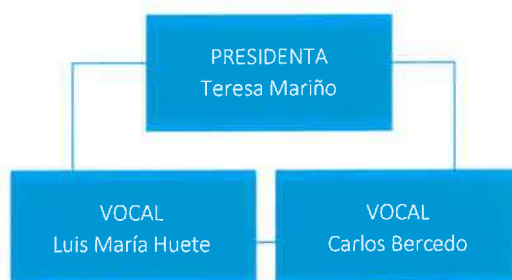 PRESIDENTA
Teresa Mariño
VOCAL
Luis María Huete
VOCAL
Carlos Bercedo